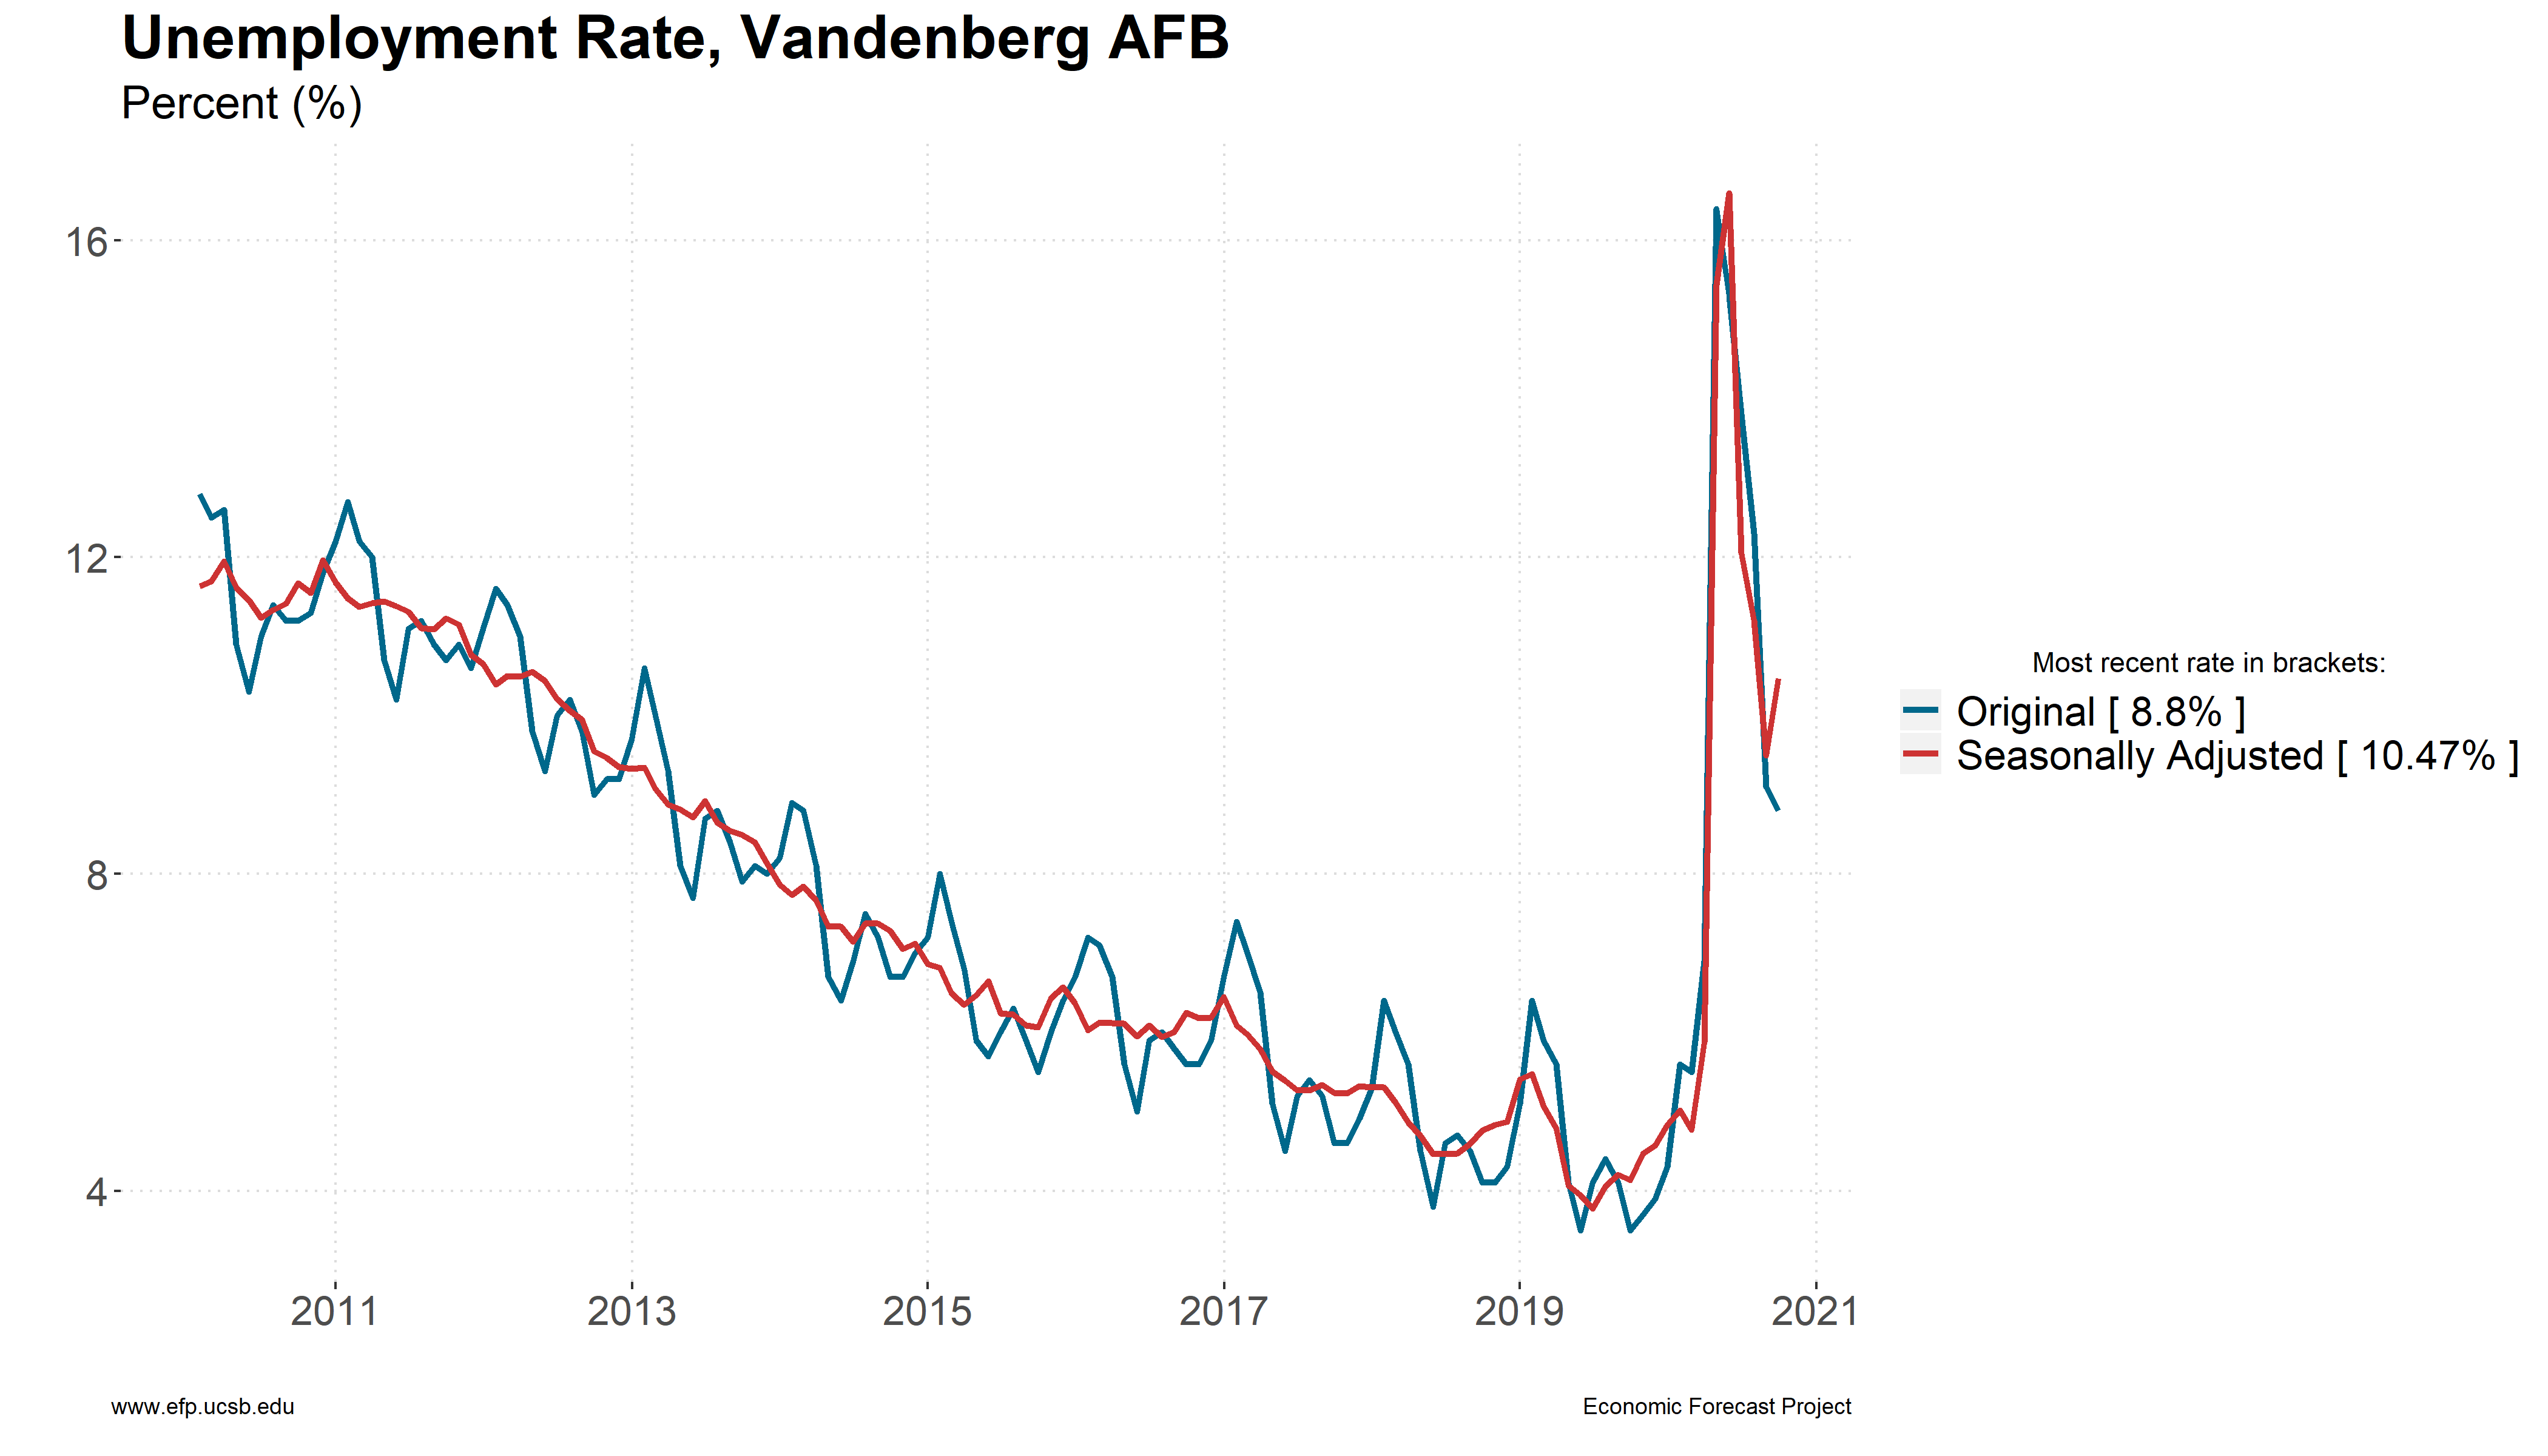 Unemployment Rate, Vandenberg AFB
Percent (%)
16
12
8
4
2011
2013
2015
2017
2019
2021
Most recent rate in brackets:
Original [ 8.8% ]
Seasonally Adjusted [ 10.47% ]
www.efp.ucsb.edu
Economic Forecast Project